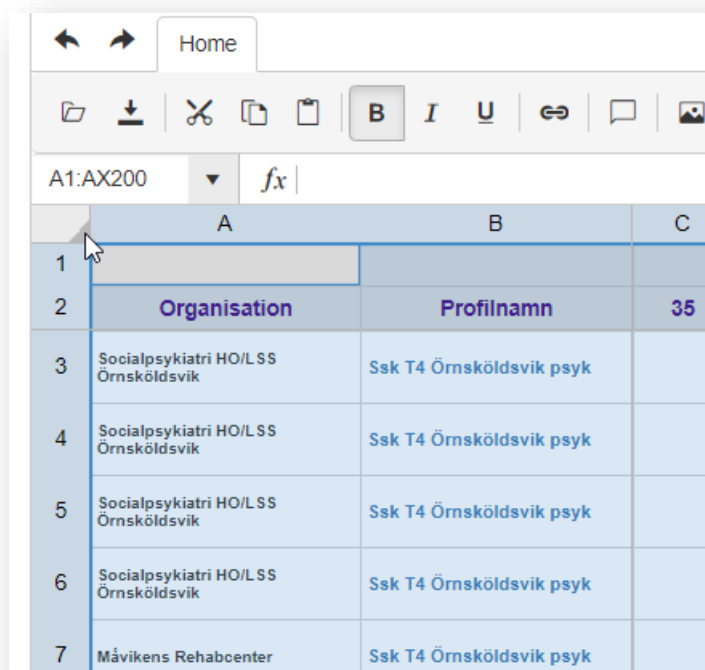 Home
B I U
A1:AX200 fx
A B C
1
2 Organisation Profilnamn 35
3 Socialpsykiatri HO/LSS
Örnsköldsvik Ssk T4 Örnsköldsvik psyk
4 Socialpsykiatri HO/LSS
Örnsköldsvik Ssk T4 Örnsköldsvik psyk
5 Socialpsykiatri HO/LSS
Örnsköldsvik Ssk T4 Örnsköldsvik psyk
6 Socialpsykiatri HO/LSS
Örnsköldsvik Ssk T4 Örnsköldsvik psyk
7 Måvikens Rehabcenter Ssk T4 Örnsköldsvik psyk